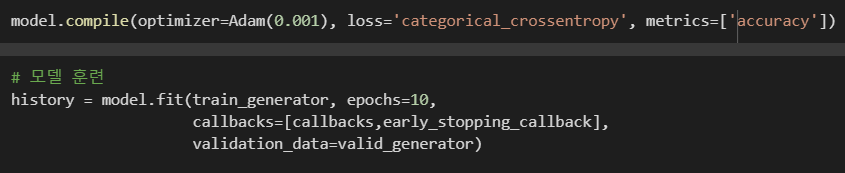 model.compile(optimizer=Adam(0.001), loss='categorical_crossentropy', metrics=['accuracy'])
# 모델 훈련
history = model.fit(train_generator, epochs=10,
                    callbacks=[callbacks,early_stopping_callback],
                    validation_data=valid_generator)